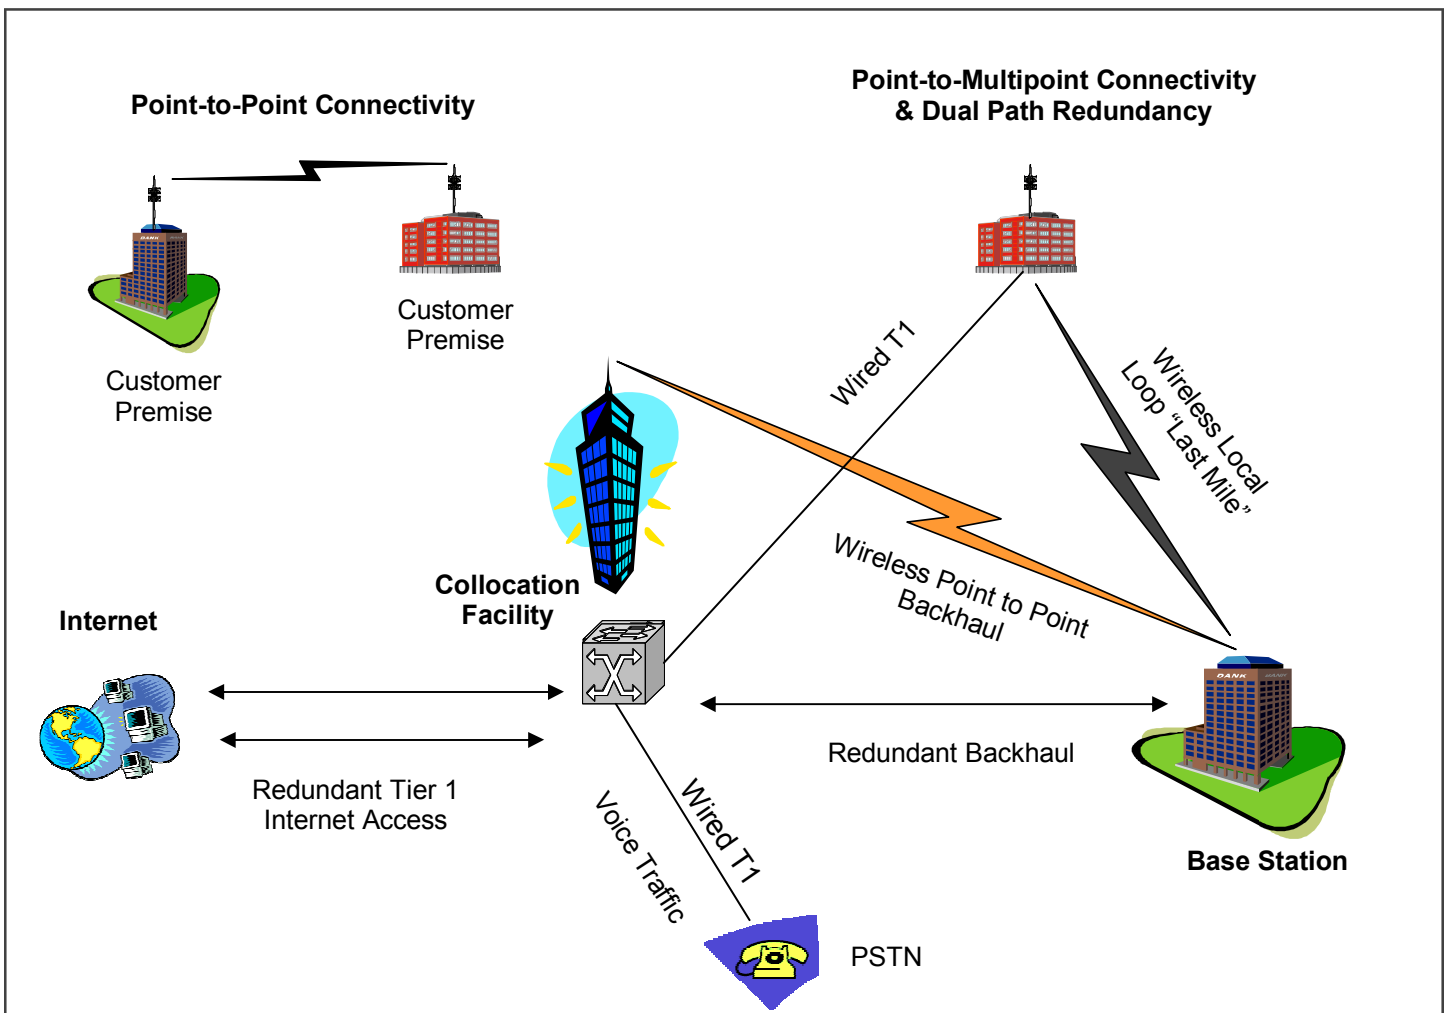 Point-to-Point Connectivity
Point-to-Multipoint Connectivity
& Dual Path Redundancy
BANK
Customer
Premise
Customer
Premise
Wired T1
Wireless Local
Loop “Last Mile”
Wireless Point to Point
Backhaul
Collocation
Facility
Internet
Redundant Tier 1
Internet Access
Redundant Backhaul
BANK
Base Station
Wired T1
Voice Traffic
PSTN